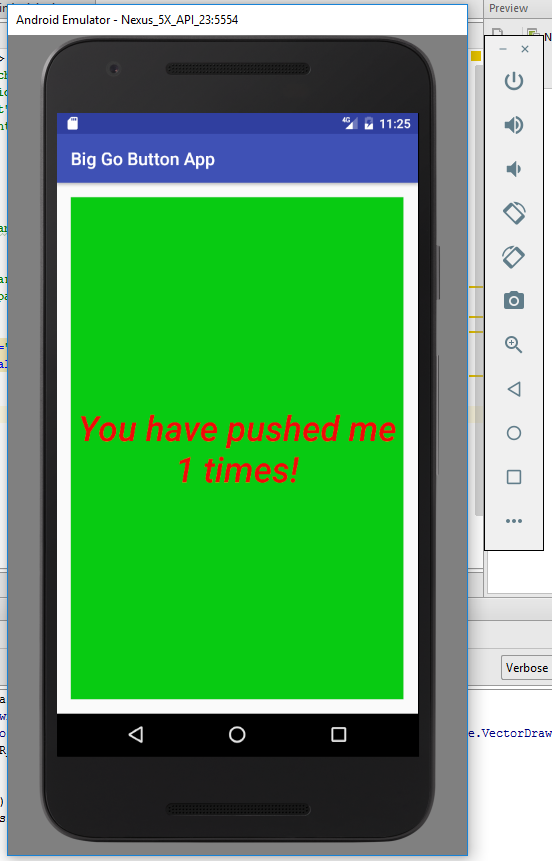 Android Emulator - Nexus_5X_API_23:5554
Preview
4G 11:25
Big Go Button App
You have pushed me
1 times!
Verbose
e.VectorDraw